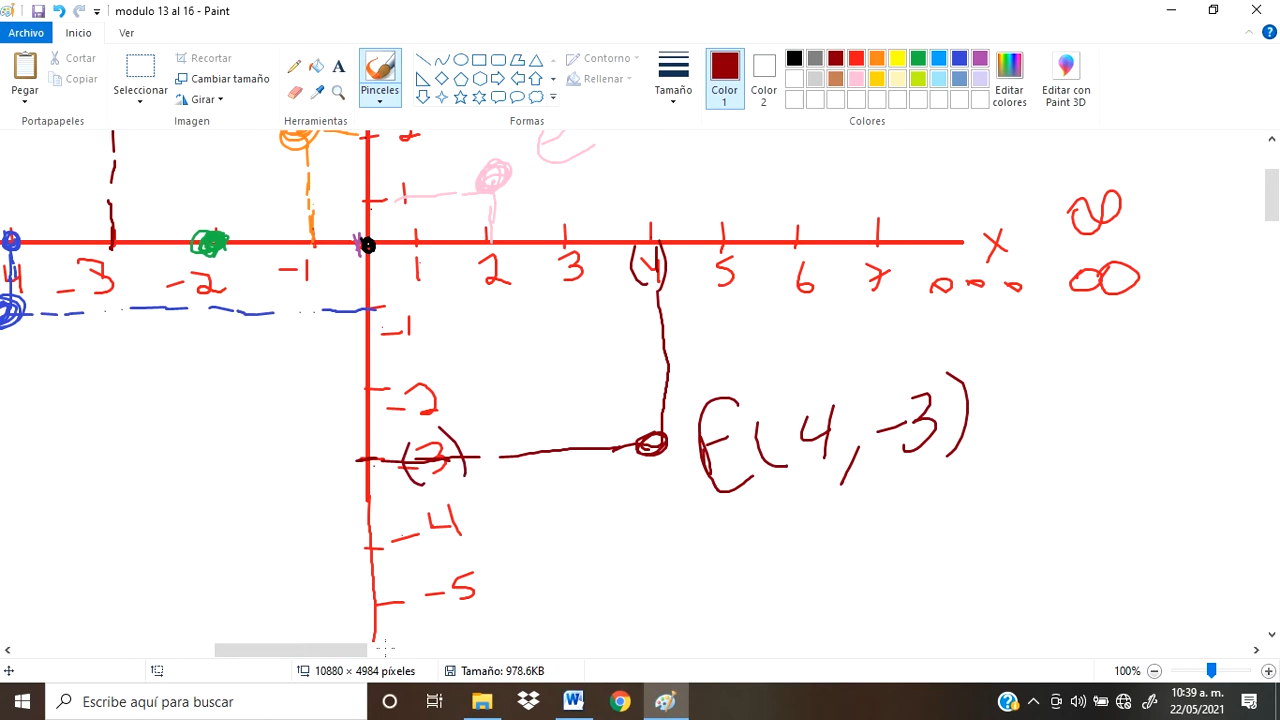 modulo 13 al 16 - Paint
Archivo Inicio Ver
Pegar
Cortar
Copiar
Portapapeles
Seleccionar
Recortar
Cambiar tamaño
Girar
Imagen
A
Herramientas
Pinceles
Contorno
Rellenar
Formas
Tamaño
Color 1
Color 2
Editar colores
Editar con Paint 3D
Colores
2
1
-4 -3 -2 -1 1 2 3 (4) 5 6 7 X
∞
-1
-2
(-3)
E(4,-3)
-4
-5
10880 × 4984 píxeles
Tamaño: 978.6KB
100%
Escribe aquí para buscar
10:39 a. m.
22/05/2021